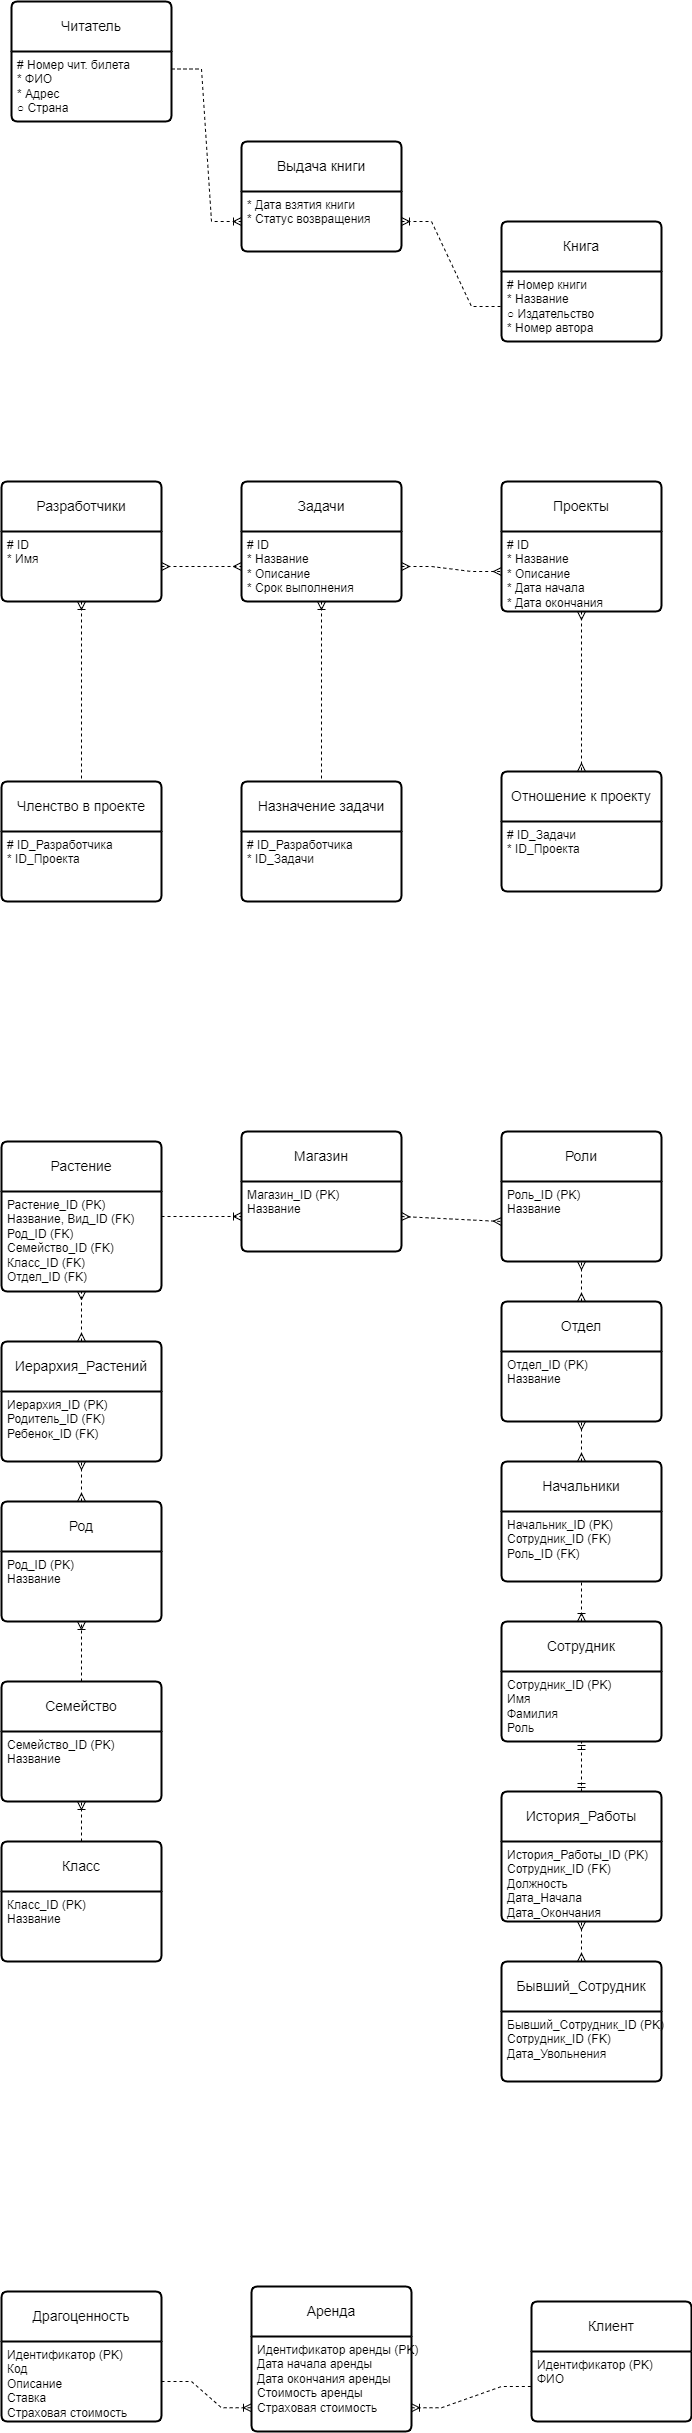 Читатель
# Номер чит. билета
* ФИО
* Адрес
○ Страна
Выдача книги
* Дата взятия книги
* Статус возвращения
Книга
# Номер книги
* Название
○ Издательство
* Номер автора
Разработчики
# ID
* Имя
Задачи
# ID
* Название
* Описание
* Срок выполнения
Проекты
# ID
* Название
* Описание
* Дата начала
* Дата окончания
Членство в проекте
# ID_Разработчика
* ID_Проекта
Назначение задачи
# ID_Разработчика
* ID_Задачи
Отношение к проекту
# ID_Задачи
* ID_Проекта
Растение
Растение_ID (PK)
Название, Вид_ID (FK)
Род_ID (FK)
Семейство_ID (FK)
Класс_ID (FK)
Отдел_ID (FK)
Магазин
Магазин_ID (PK)
Название
Роли
Роль_ID (PK)
Название
Отдел
Отдел_ID (PK)
Название
Иерархия_Растений
Иерархия_ID (PK)
Родитель_ID (FK)
Ребенок_ID (FK)
Начальники
Начальник_ID (PK)
Сотрудник_ID (FK)
Роль_ID (FK)
Род
Род_ID (PK)
Название
Сотрудник
Сотрудник_ID (PK)
Имя
Фамилия
Роль
Семейство
Семейство_ID (PK)
Название
История_Работы
История_Работы_ID (PK)
Сотрудник_ID (FK)
Должность
Дата_Начала
Дата_Окончания
Класс
Класс_ID (PK)
Название
Бывший_Сотрудник
Бывший_Сотрудник_ID (PK)
Сотрудник_ID (FK)
Дата_Увольнения
Драгоценность
Идентификатор (PK)
Код
Описание
Ставка
Страховая стоимость
Аренда
Идентификатор аренды (PK)
Дата начала аренды
Дата окончания аренды
Стоимость аренды
Страховая стоимость
Клиент
Идентификатор (PK)
ФИО